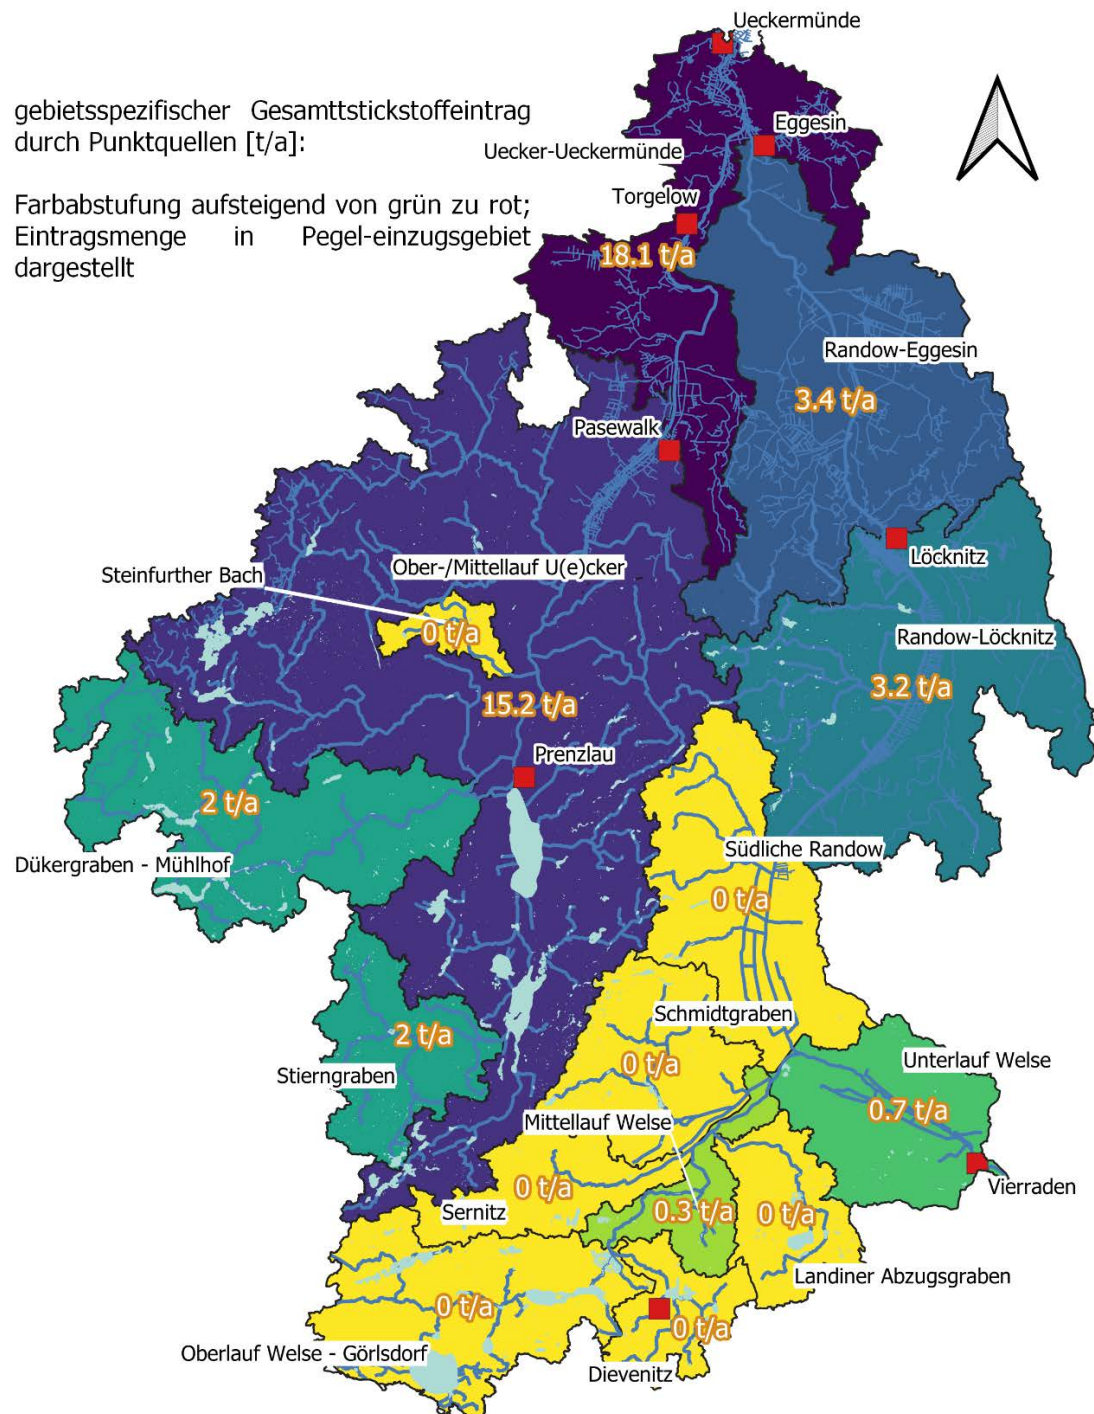 Ueckermünde
gebietsspezifischer Gesamttstickstoffeintrag
durch Punktquellen [t/a]:
Eggesin
Uecker-Ueckermünde
Torgelow
Farbabstufung aufsteigend von grün zu rot;
Eintragsmenge in Pegel-einzugsgebiet
dargestellt
18.1 t/a
Randow-Eggesin
3.4 t/a
Pasewalk
Löcknitz
Ober-/Mittellauf U(e)cker
Steinfurther Bach
0 t/a
Randow-Löcknitz
3.2 t/a
15.2 t/a
Prenzlau
2 t/a
Südliche Randow
Dükergraben - Mühlhof
0 t/a
Schmidtgraben
2 t/a
Unterlauf Welse
0 t/a
Stierngraben
0.7 t/a
Mittellauf Welse
0 t/a
Vierraden
Sernitz
0.3 t/a
0 t/a
Landiner Abzugsgraben
0 t/a
0 t/a
Oberlauf Welse - Görlsdorf
Dievenitz